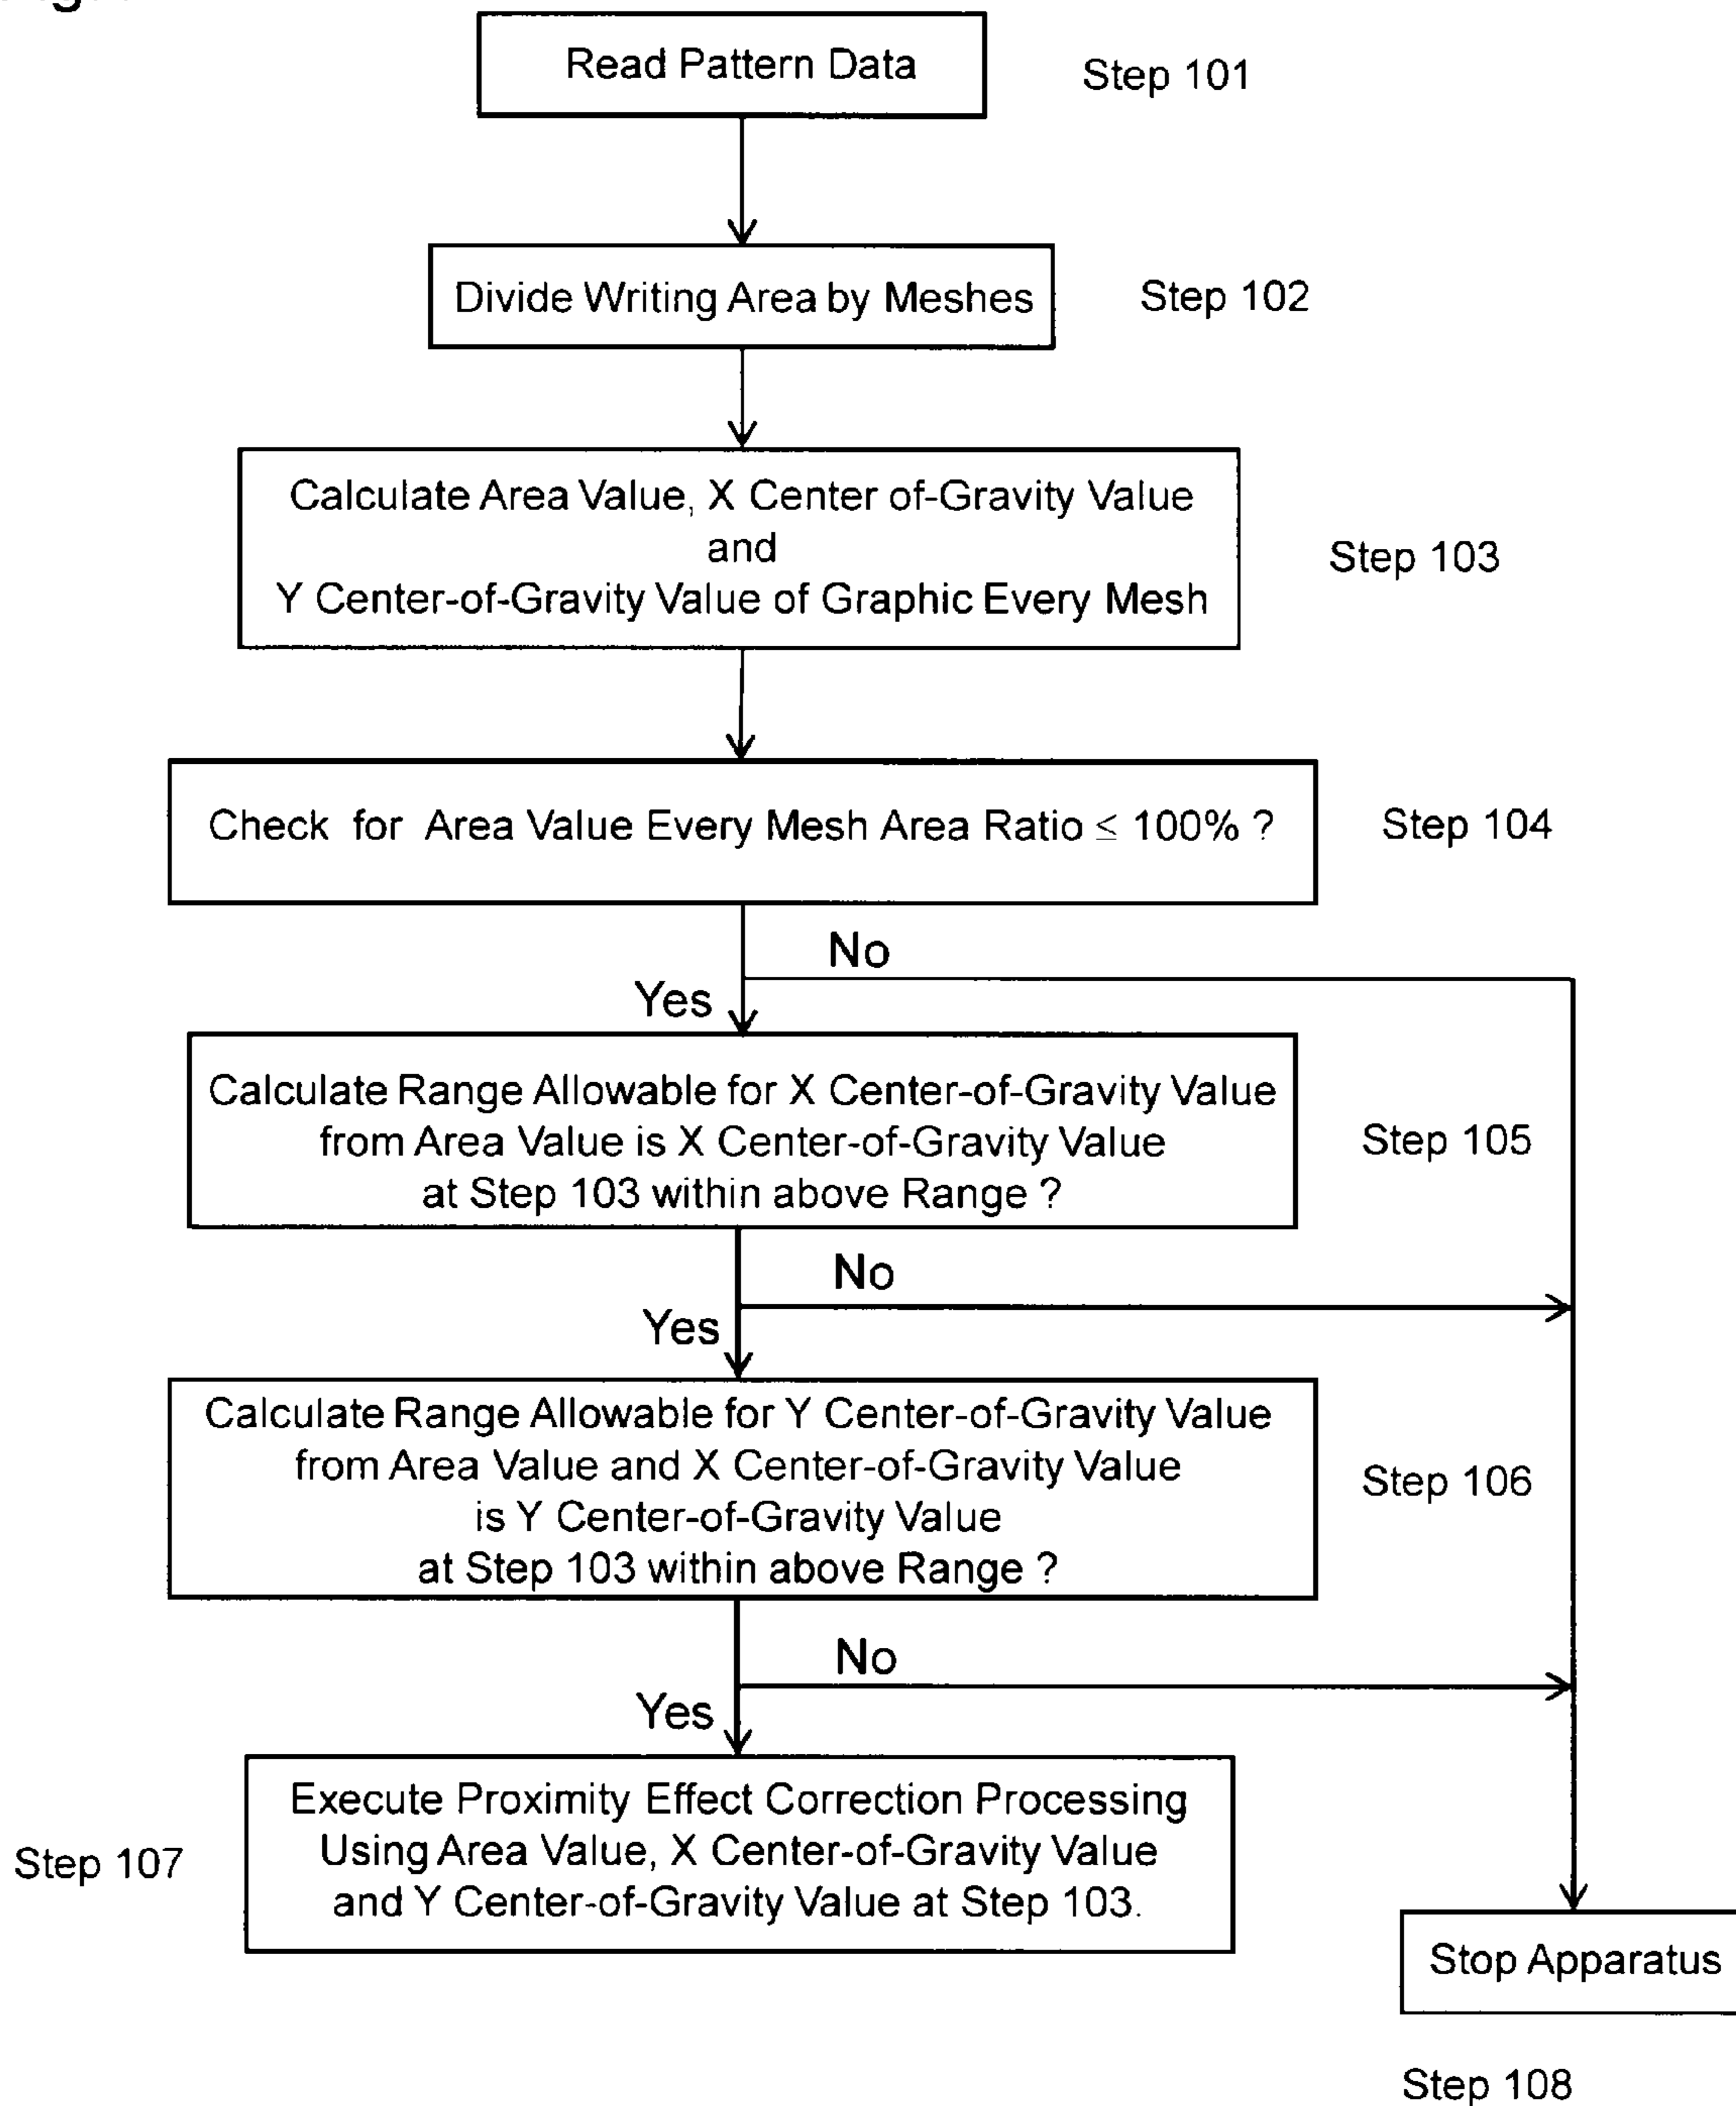 Read Pattern Data
Step 101
Divide Writing Area by Meshes
Step 102
Calculate Area Value, X Center of-Gravity Value
and
Y Center-of-Gravity Value of Graphic Every Mesh
Step 103
Check for Area Value Every Mesh Area Ratio ≤ 100% ?
Step 104
No
Yes
Calculate Range Allowable for X Center-of-Gravity Value
from Area Value is X Center-of-Gravity Value
at Step 103 within above Range ?
Step 105
No
Yes
Calculate Range Allowable for Y Center-of-Gravity Value
from Area Value and X Center-of-Gravity Value
is Y Center-of-Gravity Value
at Step 103 within above Range ?
Step 106
No
Yes
Execute Proximity Effect Correction Processing
Using Area Value, X Center-of-Gravity Value
and Y Center-of-Gravity Value at Step 103.
Step 107
Stop Apparatus
Step 108